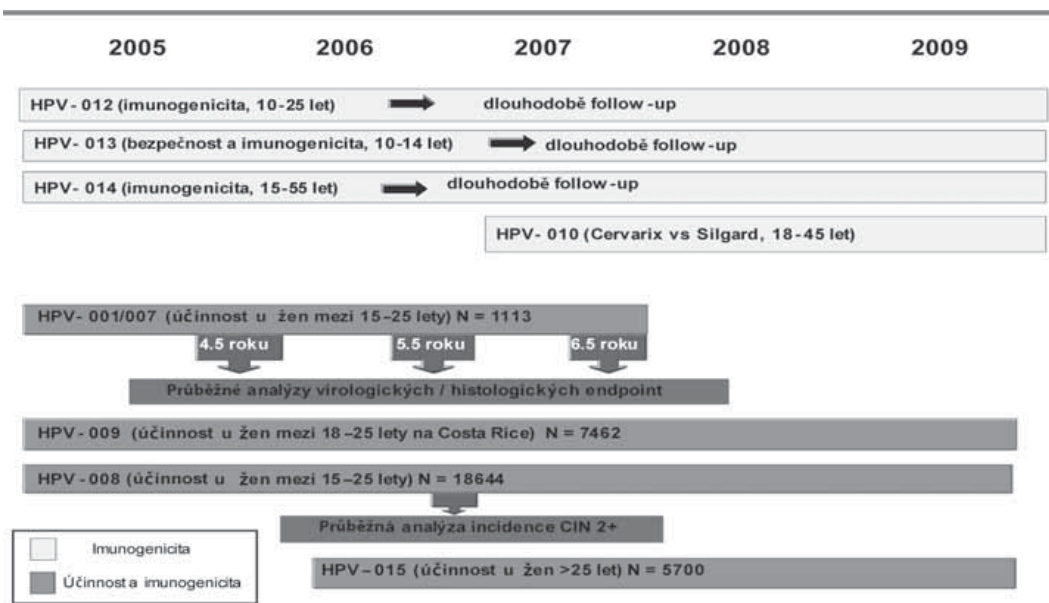 2005 2006 2007 2008 2009
HPV- 012 (imunogenicita, 10-25 let) dlouhodobě follow-up
HPV- 013 (bezpečnost a imunogenicita, 10-14 let) dlouhodobě follow-up
HPV- 014 (imunogenicita, 15-55 let) dlouhodobě follow-up
HPV- 010 (Cervarix vs Silgard, 18-45 let)
HPV- 001/007 (účinnost u žen mezi 15–25 lety) N = 1113
4.5 roku 5.5 roku 6.5 roku
Průběžné analýzy virologických / histologických endpoint
HPV-009 (účinnost u žen mezi 18–25 lety na Costa Rice) N = 7462
HPV-008 (účinnost u žen mezi 15–25 lety) N = 18644
Průběžná analýza incidence CIN 2+
HPV–015 (účinnost u žen >25 let) N = 5700
Imunogenicita
Účinnost a imunogenicita